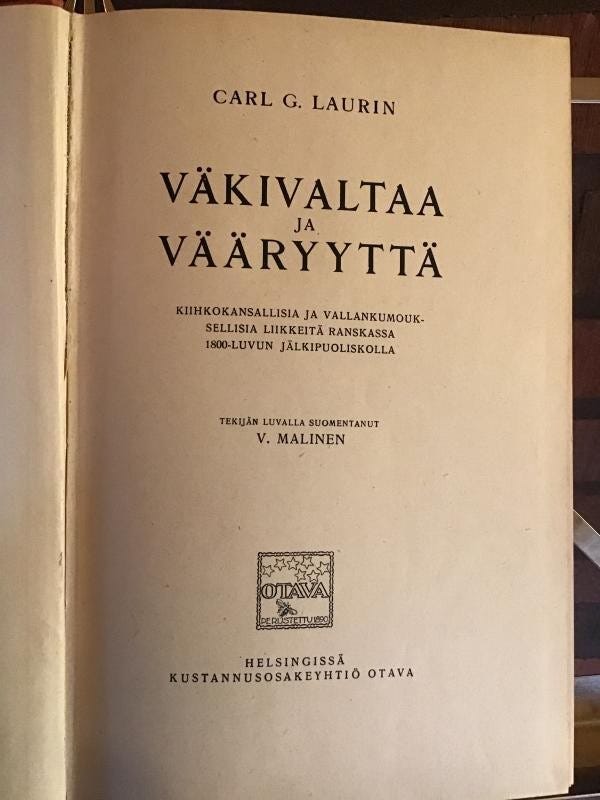 CARL G. LAURIN
VÄKIVALTAA
JA
VÄÄRYYTTÄ
KIIHKOKANSALLISIA JA VALLANKUMOUK-
SELLISIA LIIKKEITÄ RANSKASSA
1800-LUVUN JÄLKIPUOLISKOLLA
TEKIJÄN LUVALLA SUOMENTANUT
V. MALINEN
OTAVA
PERUSTETTU 1890
HELSINGISSÄ
KUSTANNUSOSAKEYHTIÖ OTAVA